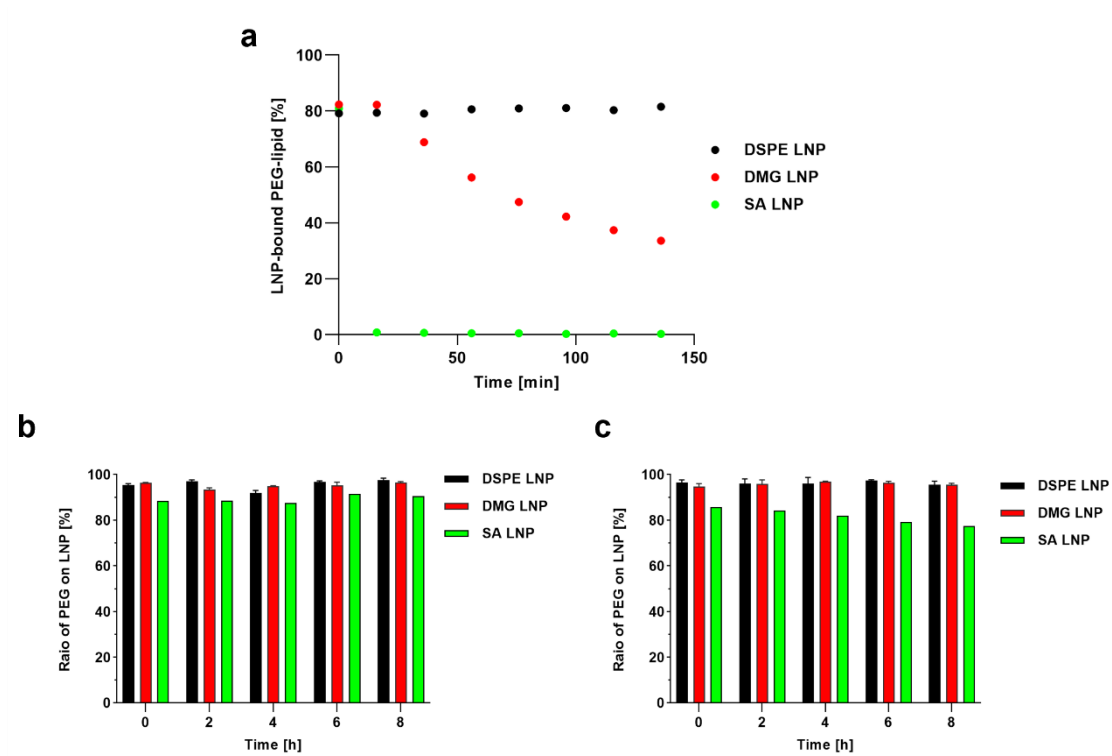 a
100
80
60
40
20
0
LNP-bound PEG-lipid [%]
0 50 100 150
Time [min]
DSPE LNP
DMG LNP
SA LNP
b
100
80
60
40
20
0
Raio of PEG on LNP [%]
0 2 4 6 8
Time [h]
DSPE LNP
DMG LNP
SA LNP
c
100
80
60
40
20
0
Raio of PEG on LNP [%]
0 2 4 6 8
Time [h]
DSPE LNP
DMG LNP
SA LNP